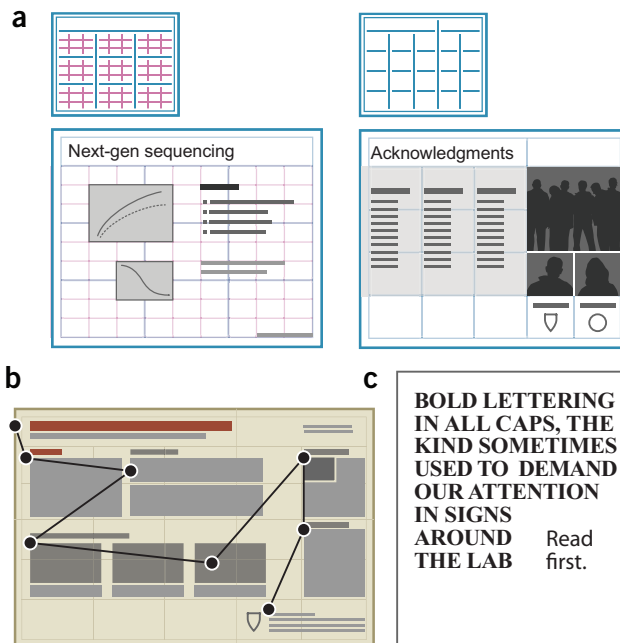 a
Next-gen sequencing
Acknowledgments
b
c
BOLD LETTERING
IN ALL CAPS, THE
KIND SOMETIMES
USED TO DEMAND
OUR ATTENTION
IN SIGNS
AROUND
THE LAB
Read
first.